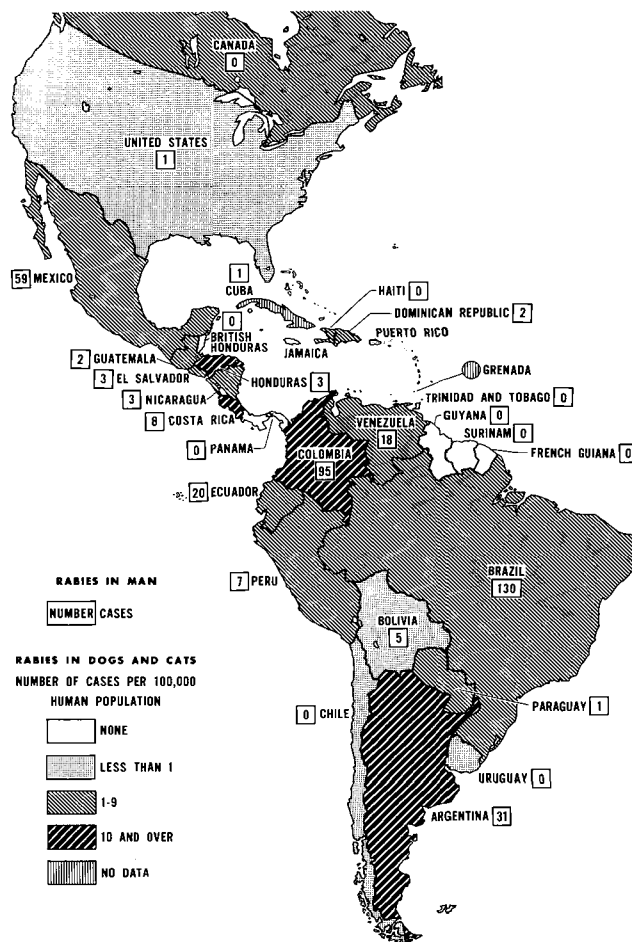 CANADA
0
UNITED STATES
1
59 MEXICO
1
CUBA
HAITI 0
DOMINICAN REPUBLIC 2
PUERTO RICO
0
BRITISH
HONDURAS
JAMAICA
2 GUATEMALA
GRENADA
3 EL SALVADOR
HONDURAS 3
3 NICARAGUA
TRINIDAD AND TOBAGO 0
8 COSTA RICA
VENEZUELA
18
GUYANA 0
SURINAM 0
0 PANAMA
COLOMBIA
95
FRENCH GUIANA 0
20 ECUADOR
7 PERU
BRAZIL
130
BOLIVIA
5
0 CHILE
PARAGUAY 1
URUGUAY 0
ARGENTINA 31
RABIES IN MAN
NUMBER CASES
RABIES IN DOGS AND CATS
NUMBER OF CASES PER 100,000
HUMAN POPULATION
NONE
LESS THAN 1
1-9
10 AND OVER
NO DATA